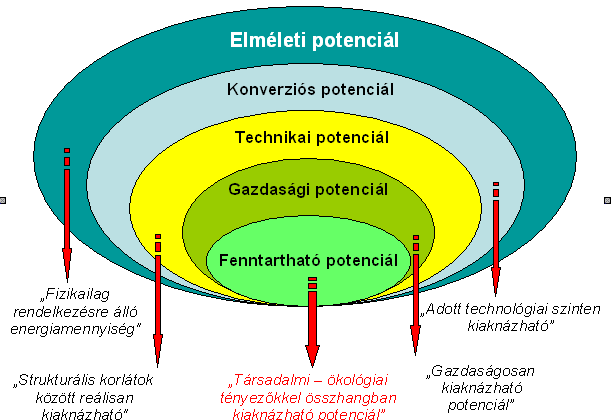 Elméleti potenciál
Konverziós potenciál
Technikai potenciál
Gazdasági potenciál
Fenntartható potenciál
„Fizikailag
rendelkezésre álló
energiamennyiség”
„Adott technológiai szinten
kiaknázható”
„Strukturális korlátok
között reálisan
kiaknázható”
„Társadalmi – ökológiai
tényezőkkel összhangban
kiaknázható potenciál”
„Gazdaságosan
kiaknázható
potenciál”